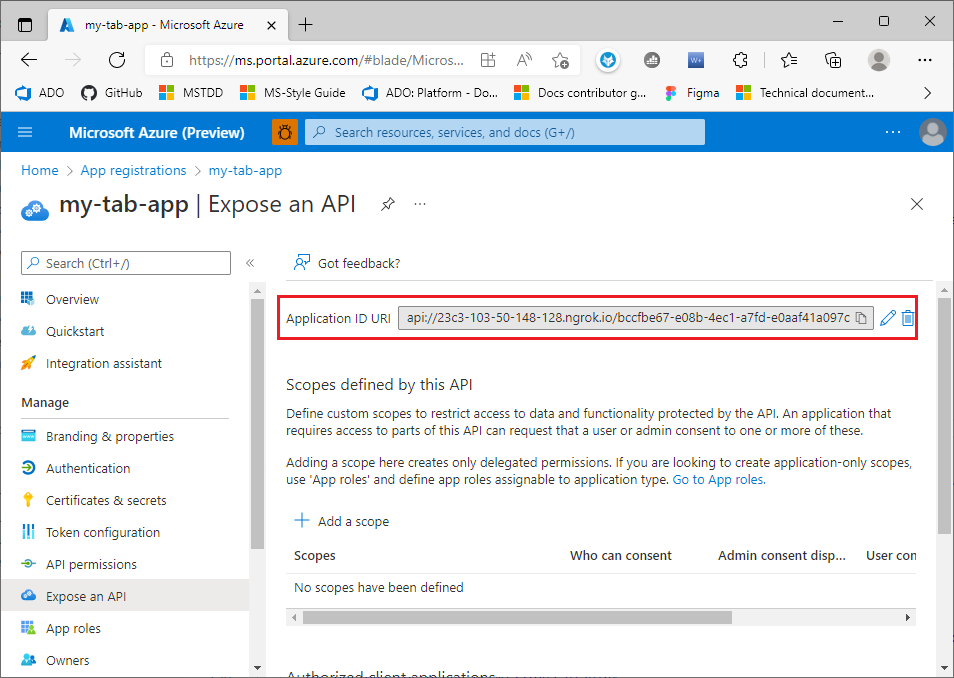 my-tab-app - Microsoft Azure
https://ms.portal.azure.com/#blade/Micros...
ADO
GitHub
MSTDD
MS-Style Guide
ADO: Platform - Do...
Docs contributor g...
Figma
Technical document...
Microsoft Azure (Preview)
Search resources, services, and docs (G+/)
Home > App registrations > my-tab-app
my-tab-app | Expose an API
Search (Ctrl+/)
Got feedback?
Overview
Quickstart
Integration assistant
Manage
Branding & properties
Authentication
Certificates & secrets
Token configuration
API permissions
Expose an API
App roles
Owners
Application ID URI api://23c3-103-50-148-128.ngrok.io/bccfbe67-e08b-4ec1-a7fd-e0aaf41a097c
Scopes defined by this API
Define custom scopes to restrict access to data and functionality protected by the API. An application that
requires access to parts of this API can request that a user or admin consent to one or more of these.
Adding a scope here creates only delegated permissions. If you are looking to create application-only scopes,
use 'App roles' and define app roles assignable to application type. Go to App roles.
Add a scope
Scopes Who can consent Admin consent disp... User con
No scopes have been defined
Authorized client applications